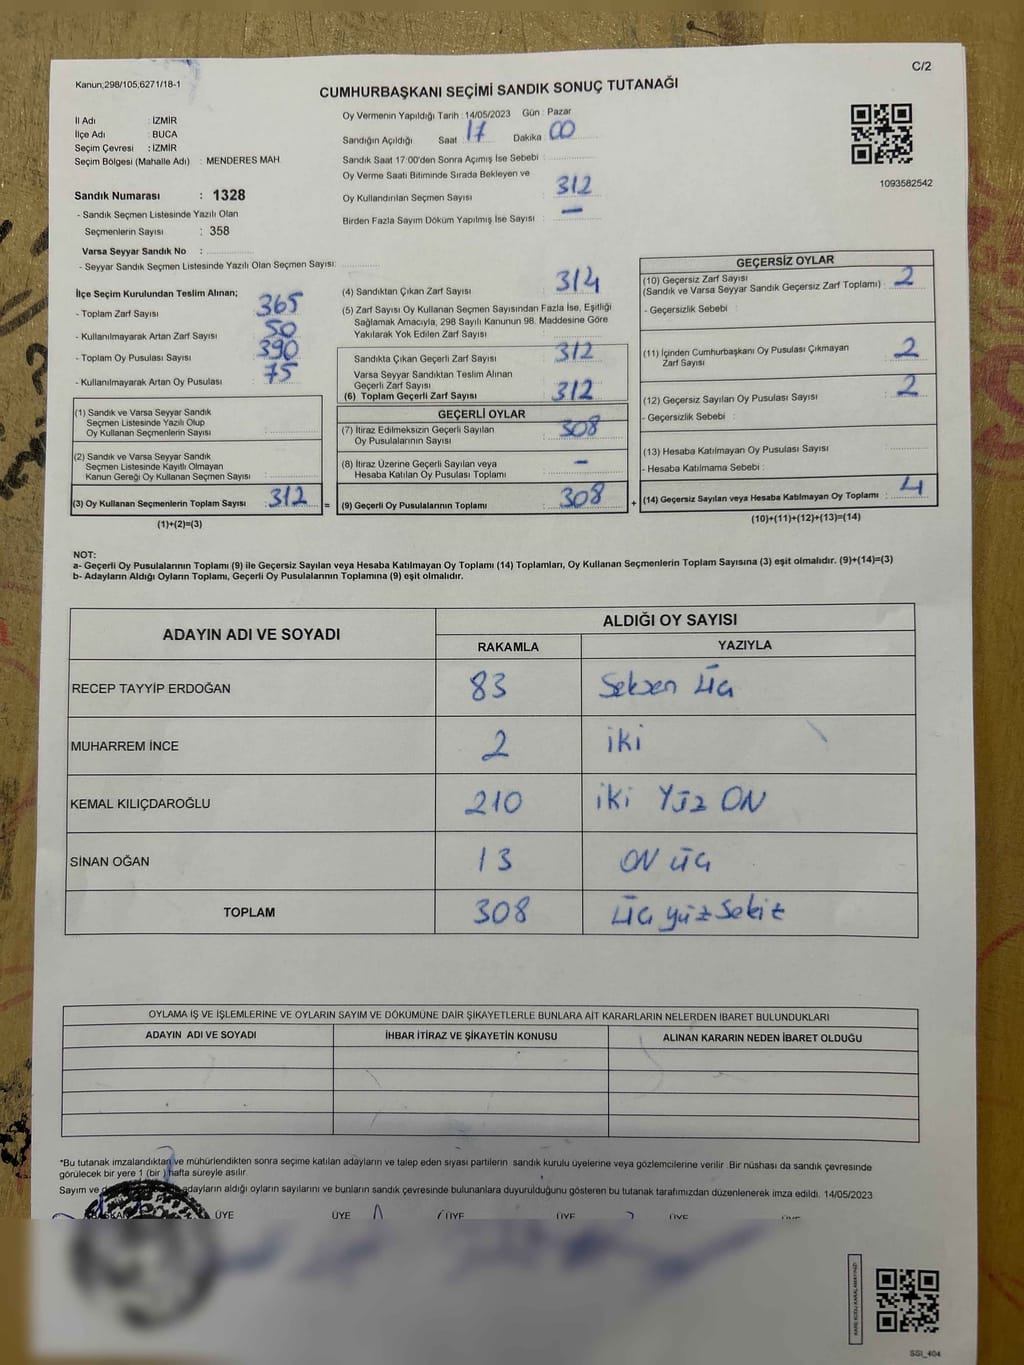 C/2
Kanun;298/105,6271/18-1
CUMHURBAŞKANI SEÇİMİ SANDIK SONUÇ TUTANAĞI
İl Adı : İZMİR
İlçe Adı : BUCA
Seçim Çevresi : İZMİR
Seçim Bölgesi (Mahalle Adı) : MENDERES MAH.
Sandık Numarası : 1328
- Sandık Seçmen Listesinde Yazılı Olan
Seçmenlerin Sayısı : 358
Varsa Seyyar Sandık No :
- Seyyar Sandık Seçmen Listesinde Yazılı Olan Seçmen Sayısı:
Oy Vermenin Yapıldığı Tarih : 14/05/2023 Gün : Pazar
Sandığın Açıldığı Saat : 17 Dakika : 00
Sandık Saat 17:00'den Sonra Açımış İse Sebebi :
Oy Verme Saati Bitiminde Sırada Bekleyen ve
Oy Kullandırılan Seçmen Sayısı : 312
Birden Fazla Sayım Döküm Yapılmış İse Sayısı : —
1093582542
İlçe Seçim Kurulundan Teslim Alınan;
- Toplam Zarf Sayısı : 365
- Kullanılmayarak Artan Zarf Sayısı : 50
- Toplam Oy Pusulası Sayısı : 390
- Kullanılmayarak Artan Oy Pusulası : 75
(1) Sandık ve Varsa Seyyar Sandık
Seçmen Listesinde Yazılı Olup
Oy Kullanan Seçmenlerin Sayısı :
(2) Sandık ve Varsa Seyyar Sandık
Seçmen Listesinde Kayıtlı Olmayan
Kanun Gereği Oy Kullanan Seçmen Sayısı :
(3) Oy Kullanan Seçmenlerin Toplam Sayısı : 312 =
(1)+(2)=(3)
(4) Sandıktan Çıkan Zarf Sayısı : 314
(5) Zarf Sayısı Oy Kullanan Seçmen Sayısından Fazla İse, Eşitliği
Sağlamak Amacıyla, 298 Sayılı Kanunun 98. Maddesine Göre
Yakılarak Yok Edilen Zarf Sayısı :
Sandıkta Çıkan Geçerli Zarf Sayısı : 312
Varsa Seyyar Sandıktan Teslim Alınan
Geçerli Zarf Sayısı :
(6) Toplam Geçerli Zarf Sayısı : 312
GEÇERLİ OYLAR
(7) İtiraz Edilmeksizin Geçerli Sayılan
Oy Pusulalarının Sayısı : 308
(8) İtiraz Üzerine Geçerli Sayılan veya
Hesaba Katılan Oy Pusulası Toplamı : —
(9) Geçerli Oy Pusulalarının Toplamı : 308 +
GEÇERSİZ OYLAR
(10) Geçersiz Zarf Sayısı
(Sandık ve Varsa Seyyar Sandık Geçersiz Zarf Toplamı) : 2
- Geçersizlik Sebebi :
(11) İçinden Cumhurbaşkanı Oy Pusulası Çıkmayan
Zarf Sayısı : 2
(12) Geçersiz Sayılan Oy Pusulası Sayısı : 2
- Geçersizlik Sebebi :
(13) Hesaba Katılmayan Oy Pusulası Sayısı :
- Hesaba Katılmama Sebebi :
(14) Geçersiz Sayılan veya Hesaba Katılmayan Oy Toplamı : 4
(10)+(11)+(12)+(13)=(14)
NOT:
a- Geçerli Oy Pusulalarının Toplamı (9) ile Geçersiz Sayılan veya Hesaba Katılmayan Oy Toplamı (14) Toplamları, Oy Kullanan Seçmenlerin Toplam Sayısına (3) eşit olmalıdır. (9)+(14)=(3)
b- Adayların Aldığı Oyların Toplamı, Geçerli Oy Pusulalarının Toplamına (9) eşit olmalıdır.
ADAYIN ADI VE SOYADI ALDIĞI OY SAYISI
RAKAMLA YAZIYLA
RECEP TAYYİP ERDOĞAN 83 Seksen üç
MUHARREM İNCE 2 iki
KEMAL KILIÇDAROĞLU 210 iki Yüz ON
SİNAN OĞAN 13 ON üç
TOPLAM 308 üç yüz Sekiz
OYLAMA İŞ VE İŞLEMLERİNE VE OYLARIN SAYIM VE DÖKÜMÜNE DAİR ŞİKAYETLERLE BUNLARA AİT KARARLARIN NELERDEN İBARET BULUNDUKLARI
ADAYIN ADI VE SOYADI İHBAR İTİRAZ VE ŞİKAYETİN KONUSU ALINAN KARARIN NEDEN İBARET OLDUĞU
*Bu tutanak imzalandıktan ve mühürlendikten sonra seçime katılan adayların ve talep eden siyasi partilerin sandık kurulu üyelerine veya gözlemcilerine verilir. Bir nüshası da sandık çevresinde
görülecek bir yere 1 (bir ) hafta süreyle asılır.
Sayım ve adayların aldığı oyların sayılarını ve bunların sandık çevresinde bulunanlara duyurulduğunu gösteren bu tutanak tarafımızdan düzenlenerek imza edildi. 14/05/2023
BAŞKAN ÜYE ÜYE ÜYE ÜYE ÜYE ÜYE
SSI_404